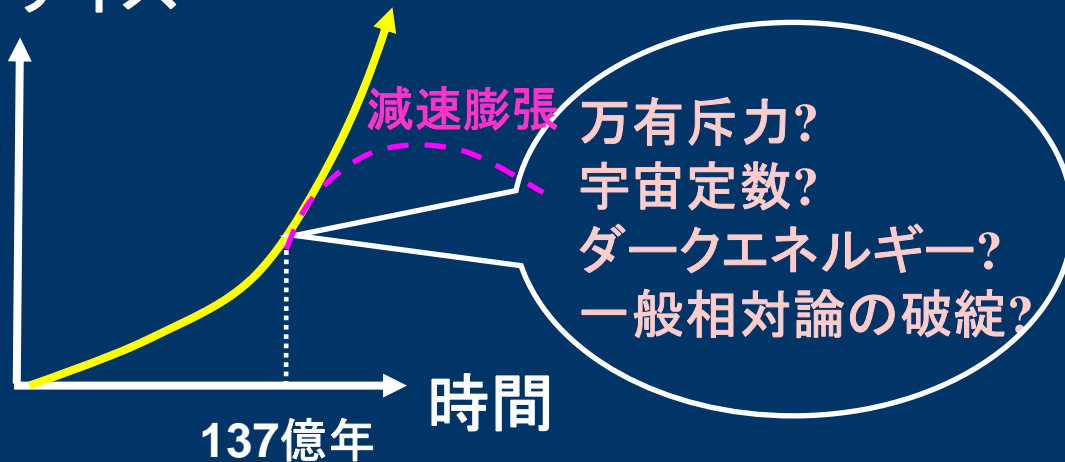 減速膨張
万有斥力?
宇宙定数?
ダークエネルギー?
一般相対論の破綻?
時間
137億年